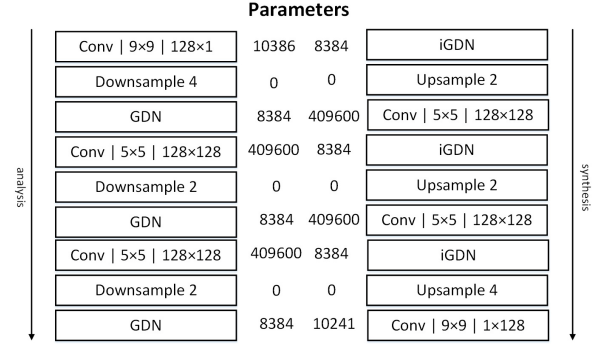 Parameters
Conv | 9×9 | 128×1 10386 8384 iGDN
Downsample 4 0 0 Upsample 2
GDN 8384 409600 Conv | 5×5 | 128×128
Conv | 5×5 | 128×128 409600 8384 iGDN
Downsample 2 0 0 Upsample 2
GDN 8384 409600 Conv | 5×5 | 128×128
Conv | 5×5 | 128×128 409600 8384 iGDN
Downsample 2 0 0 Upsample 4
GDN 8384 10241 Conv | 9×9 | 1×128
analysis
synthesis